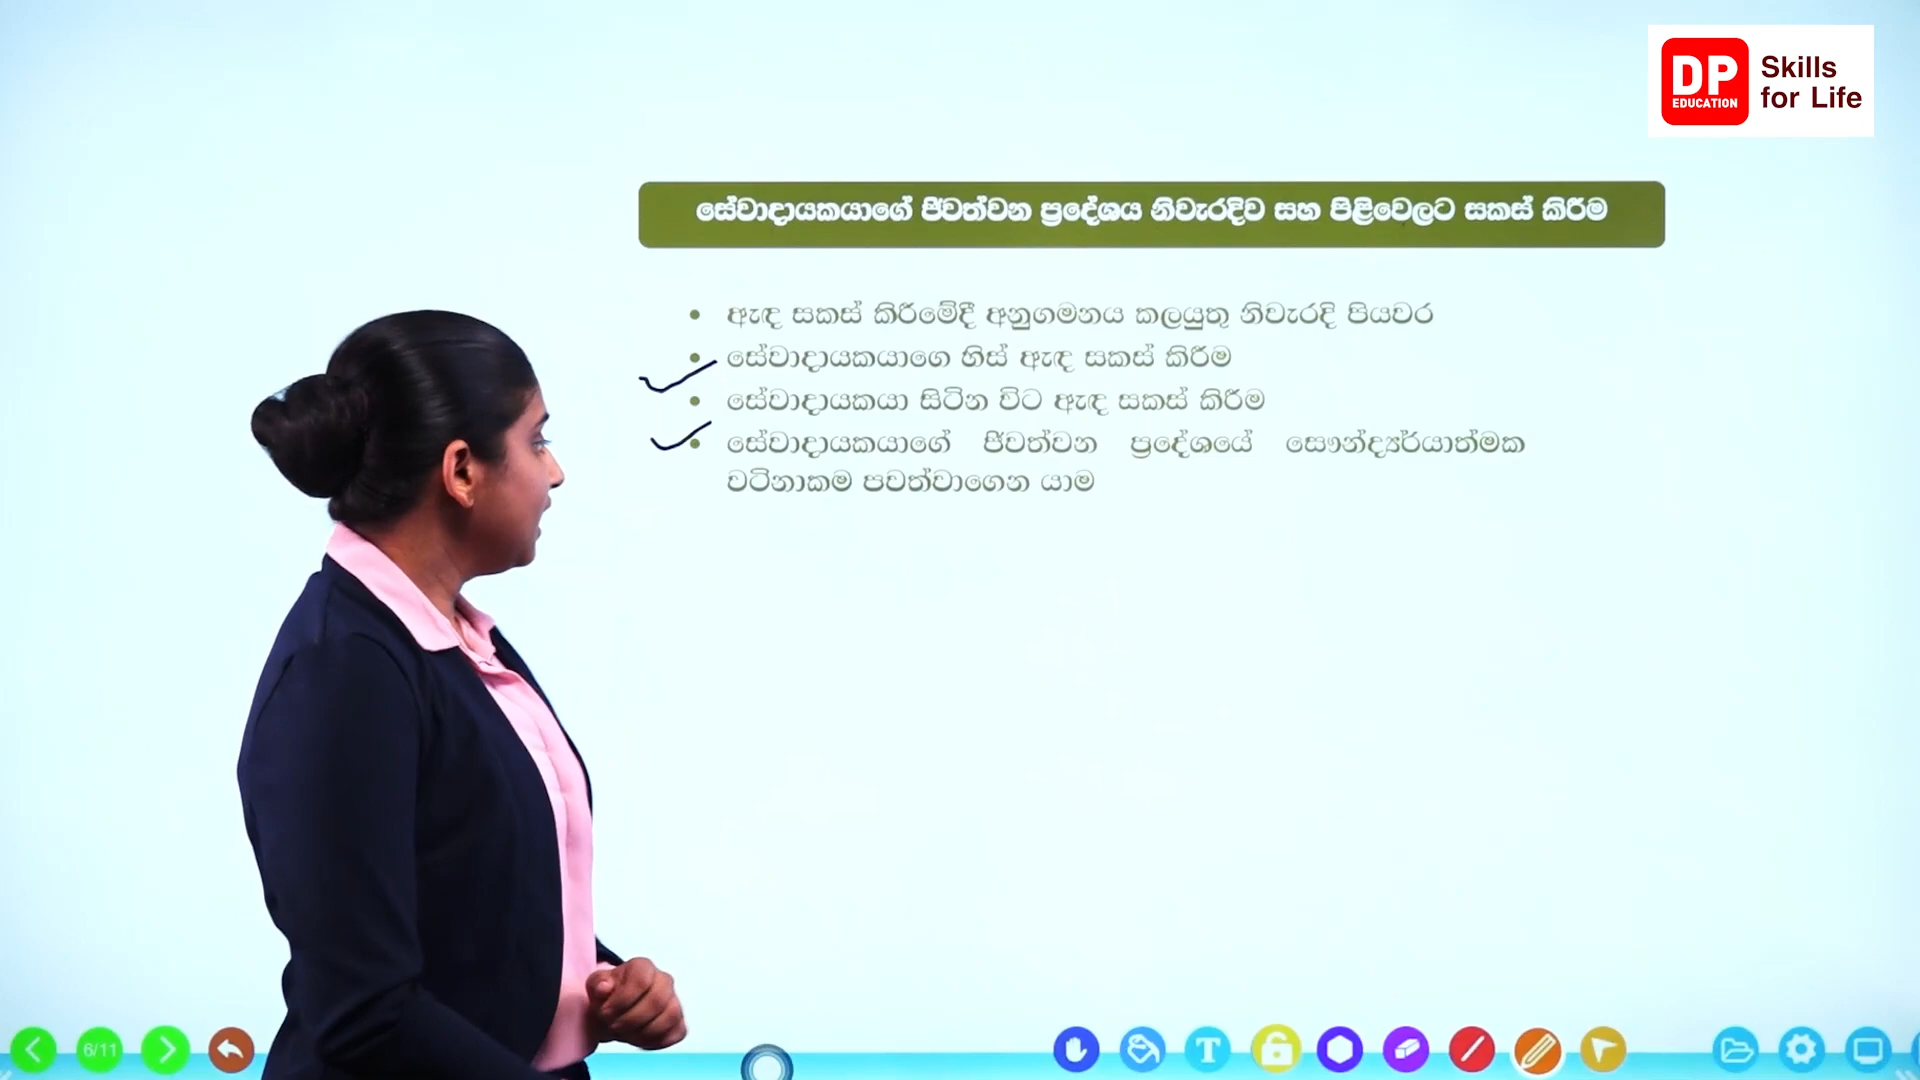 DP
EDUCATION
Skills
for Life
සේවාදායකයාගේ ජීවත්වන ප්‍රදේශය නිවැරදිව සහ පිළිවෙලට සකස් කිරීම
• ඇඳ සකස් කිරීමේදී අනුගමනය කලයුතු නිවැරදි පියවර
• සේවාදායකයාගෙ හිස් ඇඳ සකස් කිරීම
• සේවාදායකයා සිටින විට ඇඳ සකස් කිරීම
• සේවාදායකයාගේ ජීවත්වන ප්‍රදේශයේ සෞන්දර්යාත්මක
වටිනාකම පවත්වාගෙන යාම
6/11
T